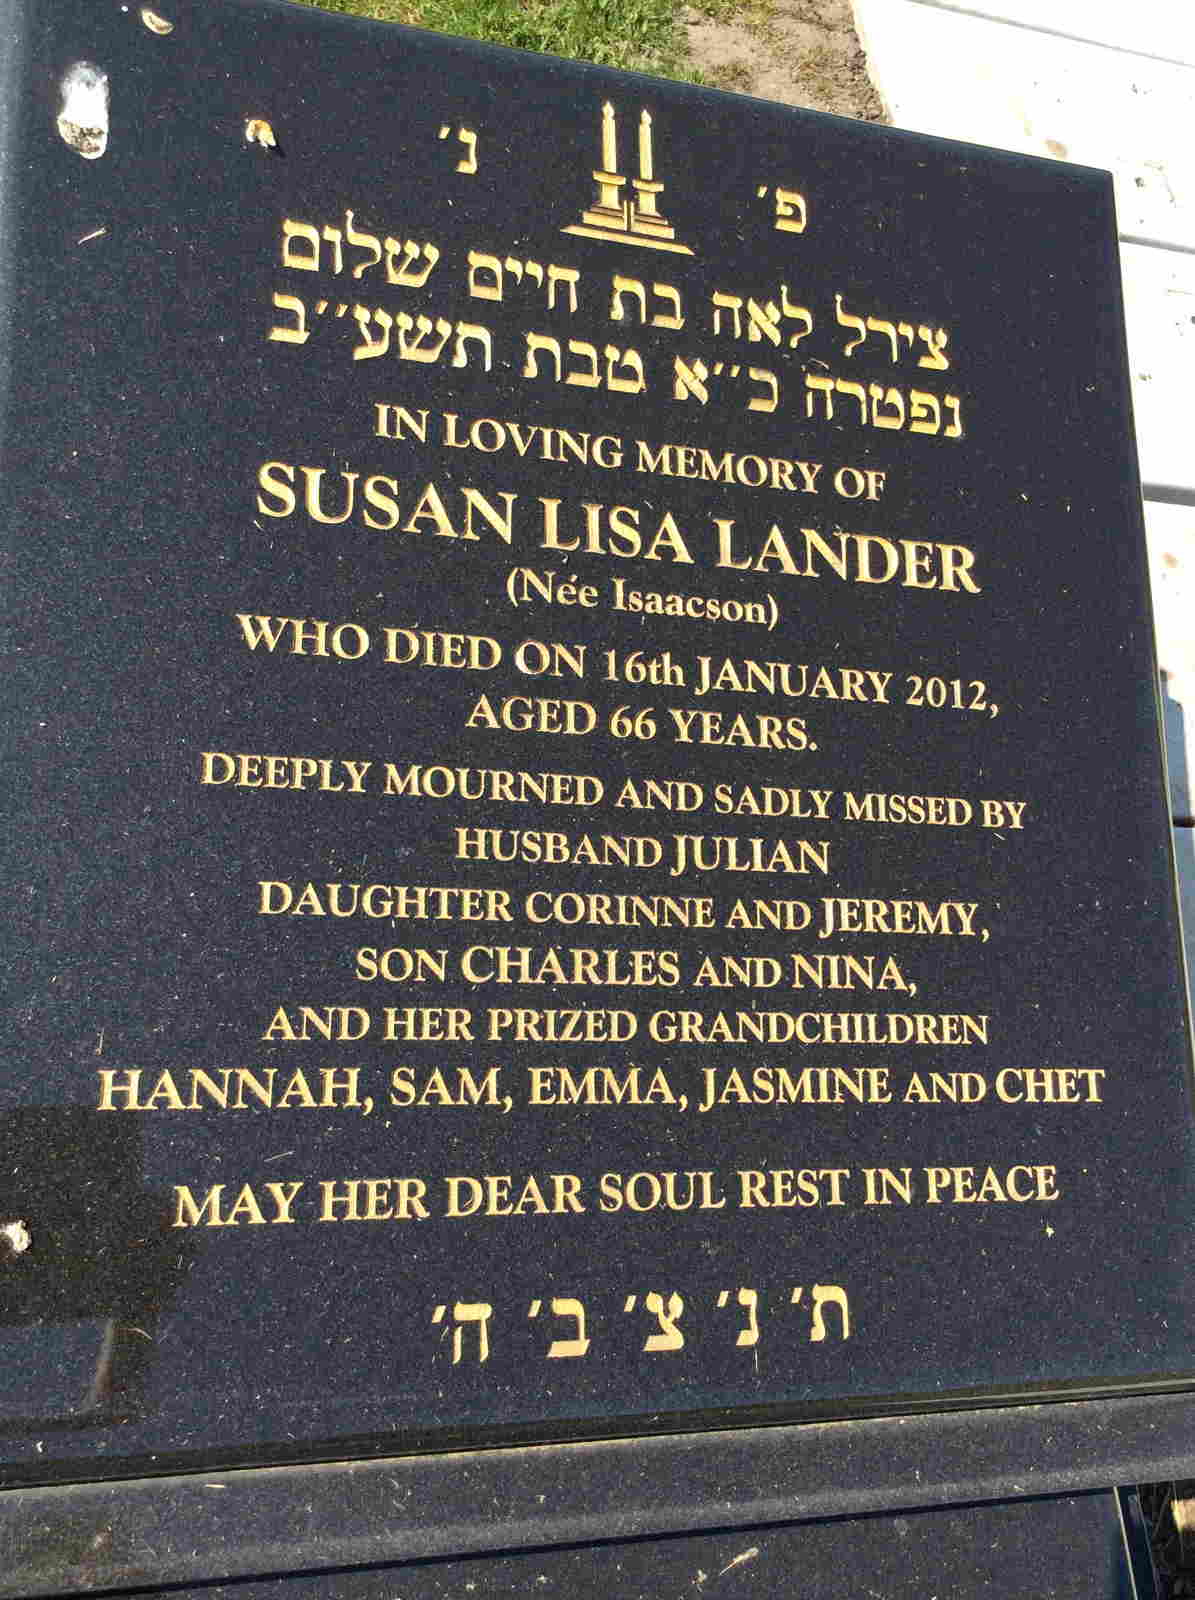 פ׳ נ׳
צירל לאה בת חיים שלום
נפטרה כ״א טבת תשע״ב
IN LOVING MEMORY OF
SUSAN LISA LANDER
(Née Isaacson)
WHO DIED ON 16th JANUARY 2012,
AGED 66 YEARS.
DEEPLY MOURNED AND SADLY MISSED BY
HUSBAND JULIAN
DAUGHTER CORINNE AND JEREMY,
SON CHARLES AND NINA,
AND HER PRIZED GRANDCHILDREN
HANNAH, SAM, EMMA, JASMINE AND CHET
MAY HER DEAR SOUL REST IN PEACE
ת׳ נ׳ צ׳ ב׳ ה׳